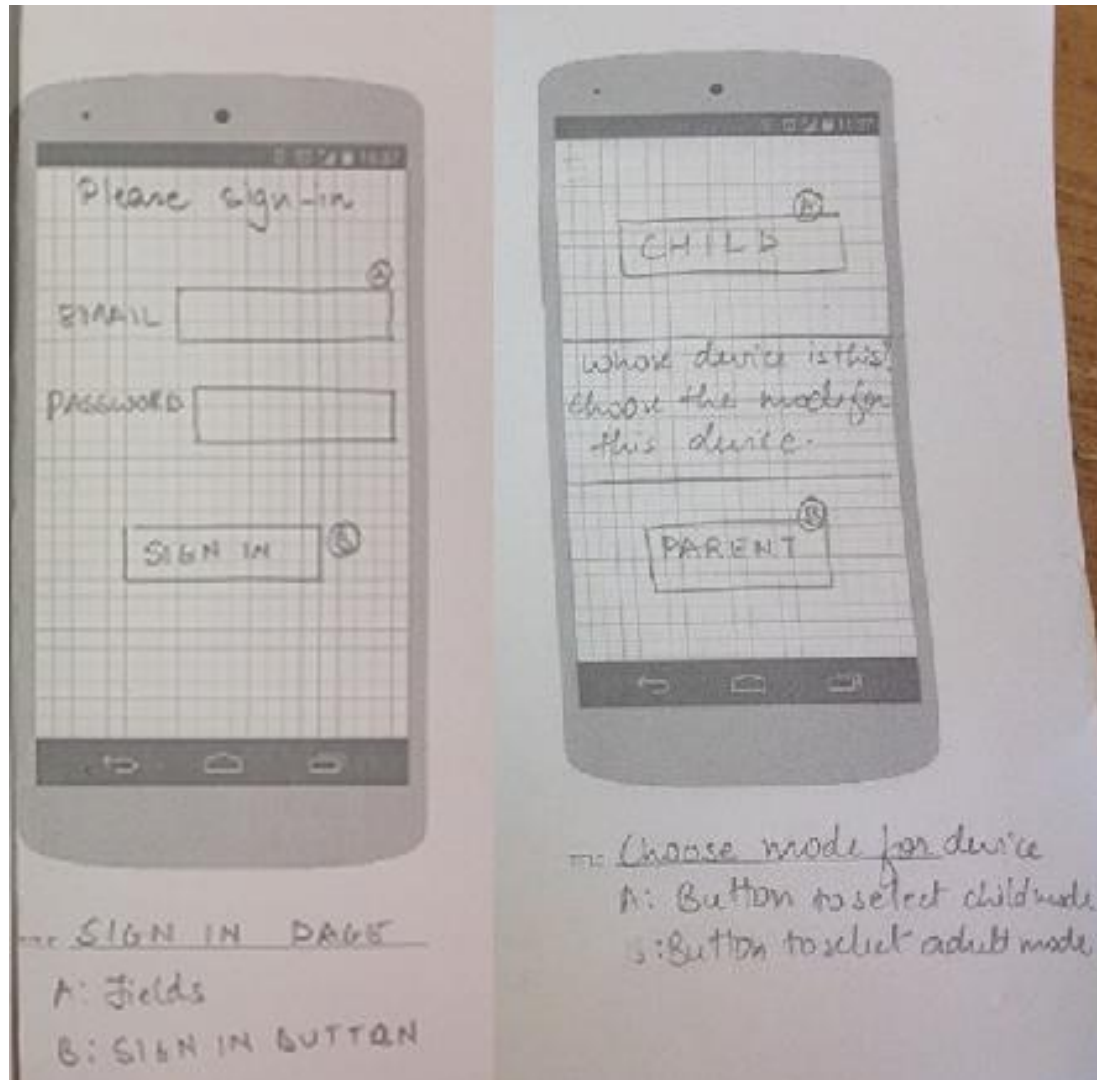 Please sign-in
A
EMAIL
PASSWORD
SIGN IN
B
SIGN IN PAGE
A: Fields
B: SIGN IN BUTTON
A
CHILD
whose device is this?
Choose the mode for
this device.
B
PARENT
Choose mode for device
A: Button to select child mode
B: Button to select adult mode